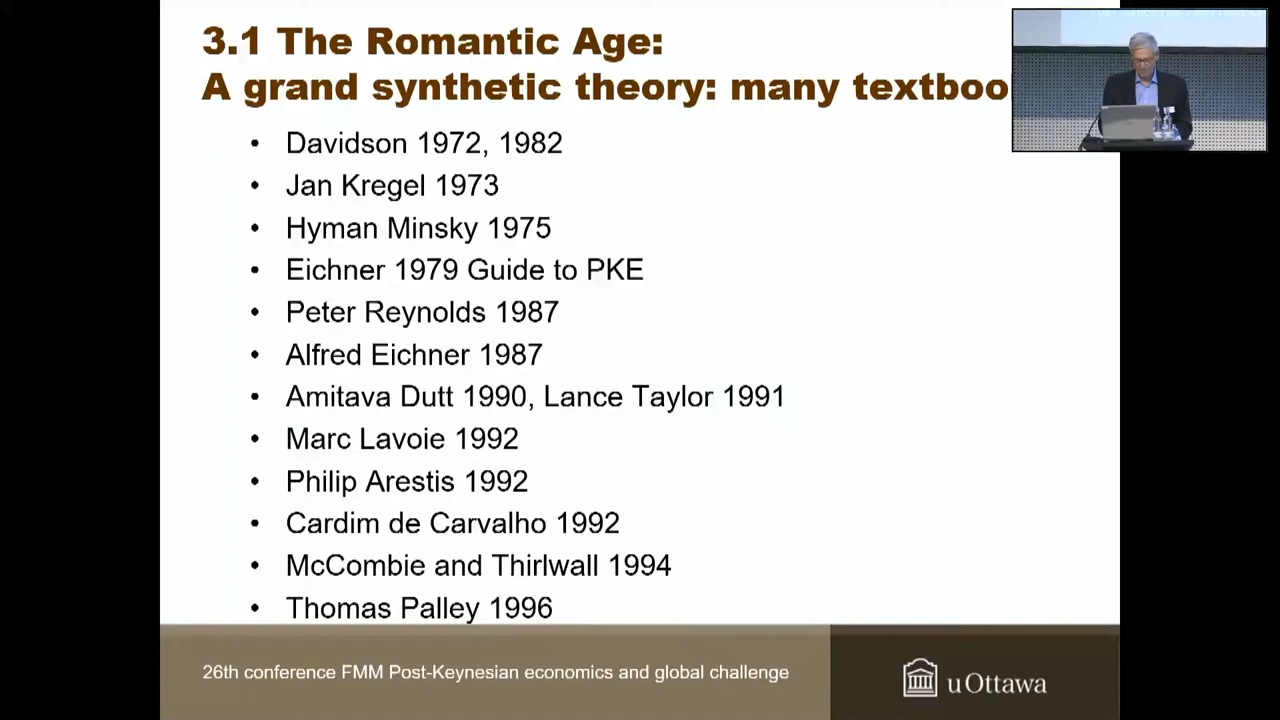 3.1 The Romantic Age:
A grand synthetic theory: many textboo
• Davidson 1972, 1982
• Jan Kregel 1973
• Hyman Minsky 1975
• Eichner 1979 Guide to PKE
• Peter Reynolds 1987
• Alfred Eichner 1987
• Amitava Dutt 1990, Lance Taylor 1991
• Marc Lavoie 1992
• Philip Arestis 1992
• Cardim de Carvalho 1992
• McCombie and Thirlwall 1994
• Thomas Palley 1996
26th conference FMM Post-Keynesian economics and global challenge
uOttawa